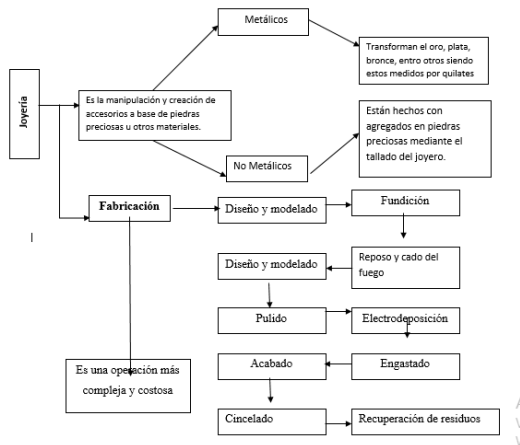 Metálicos
Transforman el oro, plata,
bronce, entro otros siendo
estos medidos por quilates
Joyería
Es la manipulación y creación de
accesorios a base de piedras
preciosas u otros materiales.
Están hechos con
agregados en piedras
preciosas mediante el
tallado del joyero.
No Metálicos
Fabricación
Diseño y modelado
Fundición
Reposo y cado del
fuego
Diseño y modelado
Pulido
Electrodeposición
Es una operación más
compleja y costosa
Acabado
Engastado
Cincelado
Recuperación de residuos